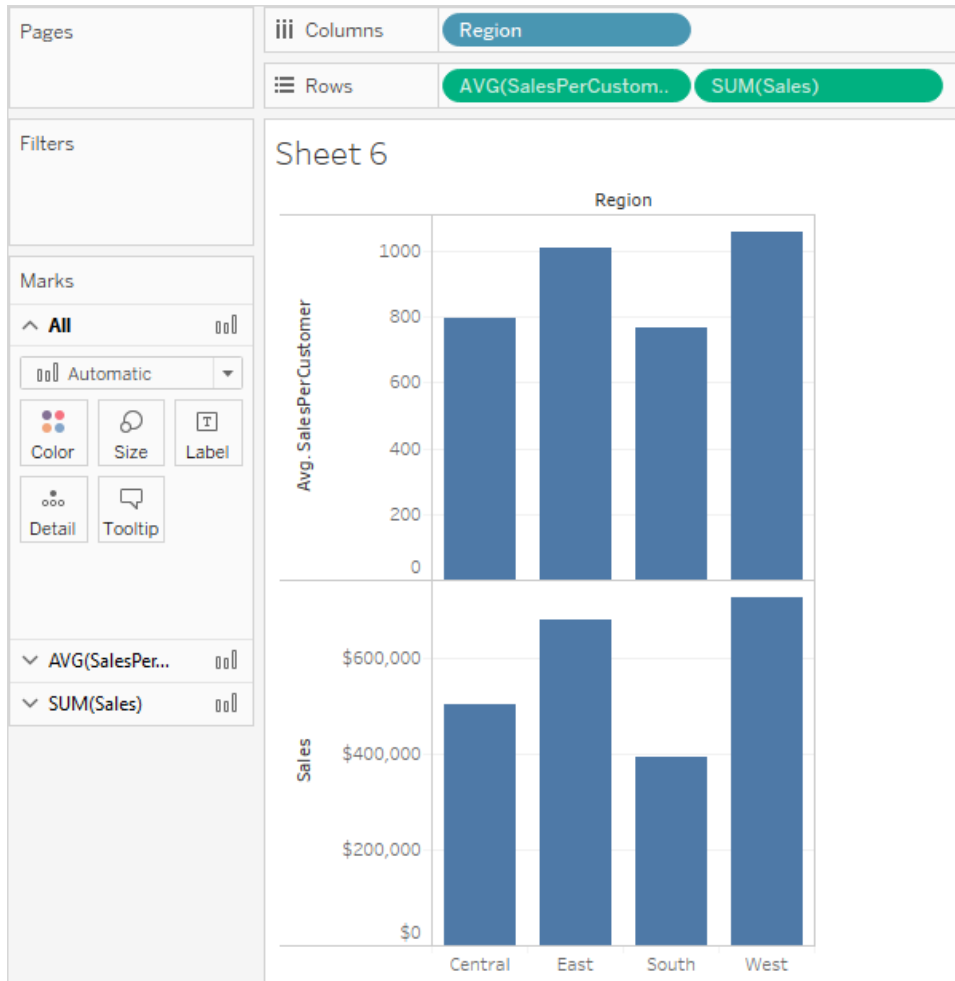 Pages
Columns
Region
Rows
AVG(SalesPerCustom..
SUM(Sales)
Filters
Marks
All
Automatic
Color
Size
T
Label
Detail
Tooltip
AVG(SalesPer...
SUM(Sales)
Sheet 6
Region
Avg. SalesPerCustomer
1000
800
600
400
200
0
Sales
$600,000
$400,000
$200,000
$0
Central East South West